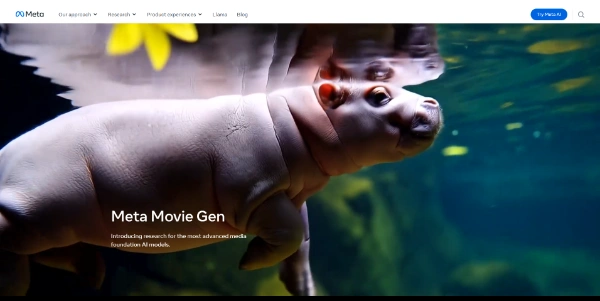 Meta
Our approach Research Product experiences Llama Blog
Try Meta AI
Meta Movie Gen
Introducing research for the most advanced media
foundation AI models.